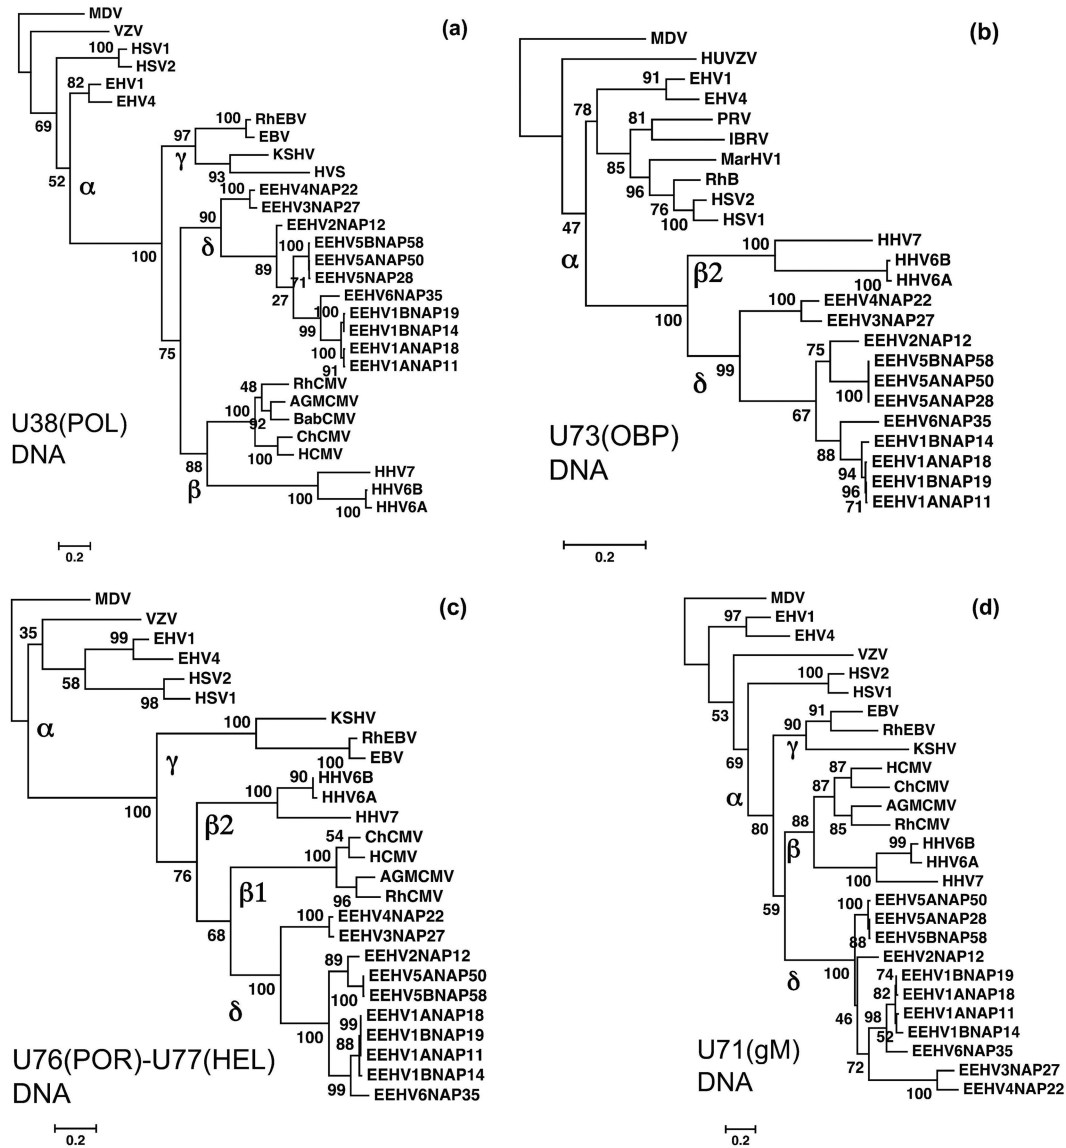 (a)
MDV
VZV
100 HSV1
HSV2
82 EHV1
EHV4
69
52
α
100
97
γ
100 RhEBV
EBV
KSHV
93 HVS
100 EEHV4NAP22
EEHV3NAP27
90
δ
EEHV2NAP12
100 EEHV5BNAP58
EEHV5ANAP50
71 EEHV5NAP28
89
27
EEHV6NAP35
100 EEHV1BNAP19
99 EEHV1BNAP14
100 EEHV1ANAP18
91 EEHV1ANAP11
75
48 RhCMV
AGMCMV
100 92 BabCMV
ChCMV
100 HCMV
88
β
HHV7
100 HHV6B
100 HHV6A
U38(POL)
DNA
0.2
(b)
MDV
HUVZV
91 EHV1
EHV4
78
81 PRV
IBRV
85
MarHV1
96 RhB
76 HSV2
100 HSV1
47
α
100 HHV7
β2
HHV6B
100 HHV6A
100
100 EEHV4NAP22
EEHV3NAP27
δ
99
75 EEHV2NAP12
EEHV5BNAP58
EEHV5ANAP50
100 EEHV5ANAP28
67
EEHV6NAP35
88 EEHV1BNAP14
94 EEHV1ANAP18
96 EEHV1BNAP19
71 EEHV1ANAP11
U73(OBP)
DNA
0.2
(c)
MDV
35 VZV
99 EHV1
EHV4
58
HSV2
98 HSV1
α
100 KSHV
γ
RhEBV
100 EBV
100
90 HHV6B
100 HHV6A
HHV7
β2
76
54 ChCMV
100 HCMV
AGMCMV
96 RhCMV
β1
68
100 EEHV4NAP22
EEHV3NAP27
100
δ
89 EEHV2NAP12
EEHV5ANAP50
100 EEHV5BNAP58
100
99 EEHV1ANAP18
88 EEHV1BNAP19
EEHV1ANAP11
EEHV1BNAP14
99 EEHV6NAP35
U76(POR)-U77(HEL)
DNA
0.2
(d)
MDV
97 EHV1
EHV4
VZV
53
100 HSV2
HSV1
69
α
91 EBV
90 RhEBV
γ
KSHV
80
87 HCMV
87 ChCMV
AGMCMV
85 RhCMV
88
β
99 HHV6B
HHV6A
100 HHV7
59
100 EEHV5ANAP50
EEHV5ANAP28
88 EEHV5BNAP58
δ
100
EEHV2NAP12
74 EEHV1BNAP19
82 EEHV1ANAP18
46
98 EEHV1ANAP11
52 EEHV1BNAP14
EEHV6NAP35
72
EEHV3NAP27
100 EEHV4NAP22
U71(gM)
DNA
0.2